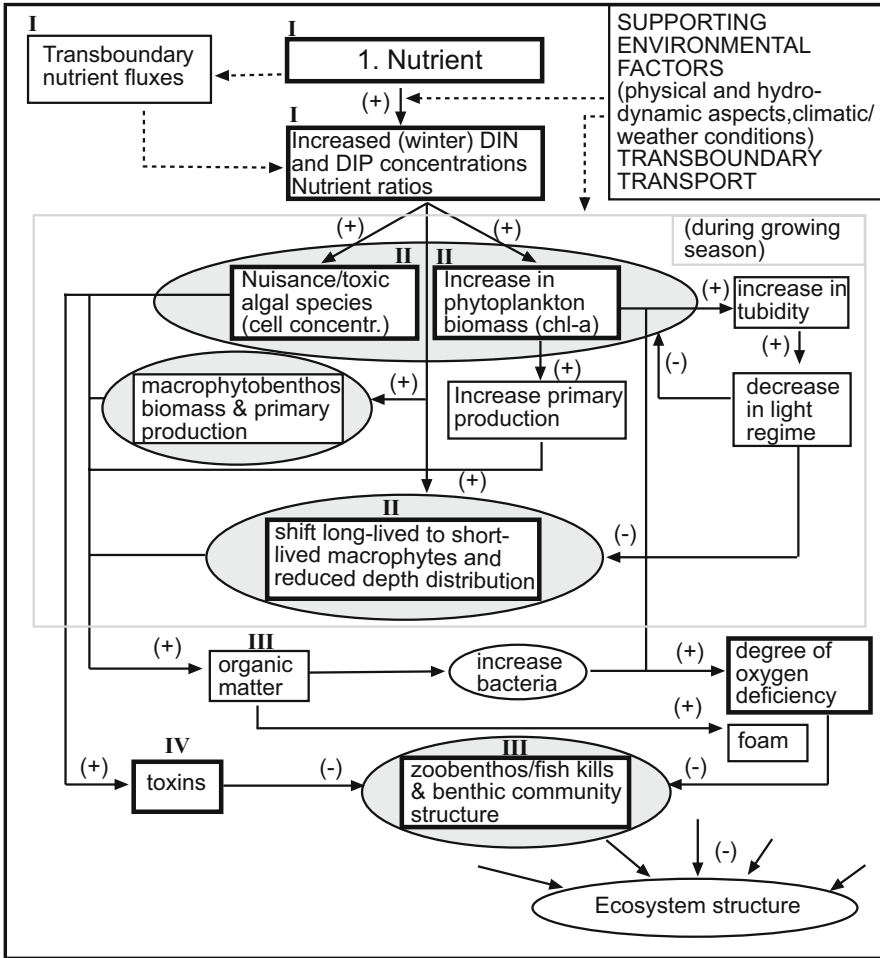 I
Transboundary
nutrient fluxes
I
1. Nutrient
(+)
SUPPORTING
ENVIRONMENTAL
FACTORS
(physical and hydro-
dynamic aspects,climatic/
weather conditions)
TRANSBOUNDARY
TRANSPORT
I
Increased (winter) DIN
and DIP concentrations
Nutrient ratios
(+)
(+)
(during growing
season)
II
Nuisance/toxic
algal species
(cell concentr.)
II
Increase in
phytoplankton
biomass (chl-a)
(+)
increase in
tubidity
(+)
(-)
decrease
in light
regime
macrophytobenthos
biomass & primary
production
(+)
(+)
Increase primary
production
(+)
II
shift long-lived to short-
lived macrophytes and
reduced depth distribution
(-)
(+)
III
organic
matter
increase
bacteria
(+)
degree of
oxygen
deficiency
(+)
foam
(+)
IV
toxins
(-)
III
zoobenthos/fish kills
& benthic community
structure
(-)
(-)
Ecosystem structure